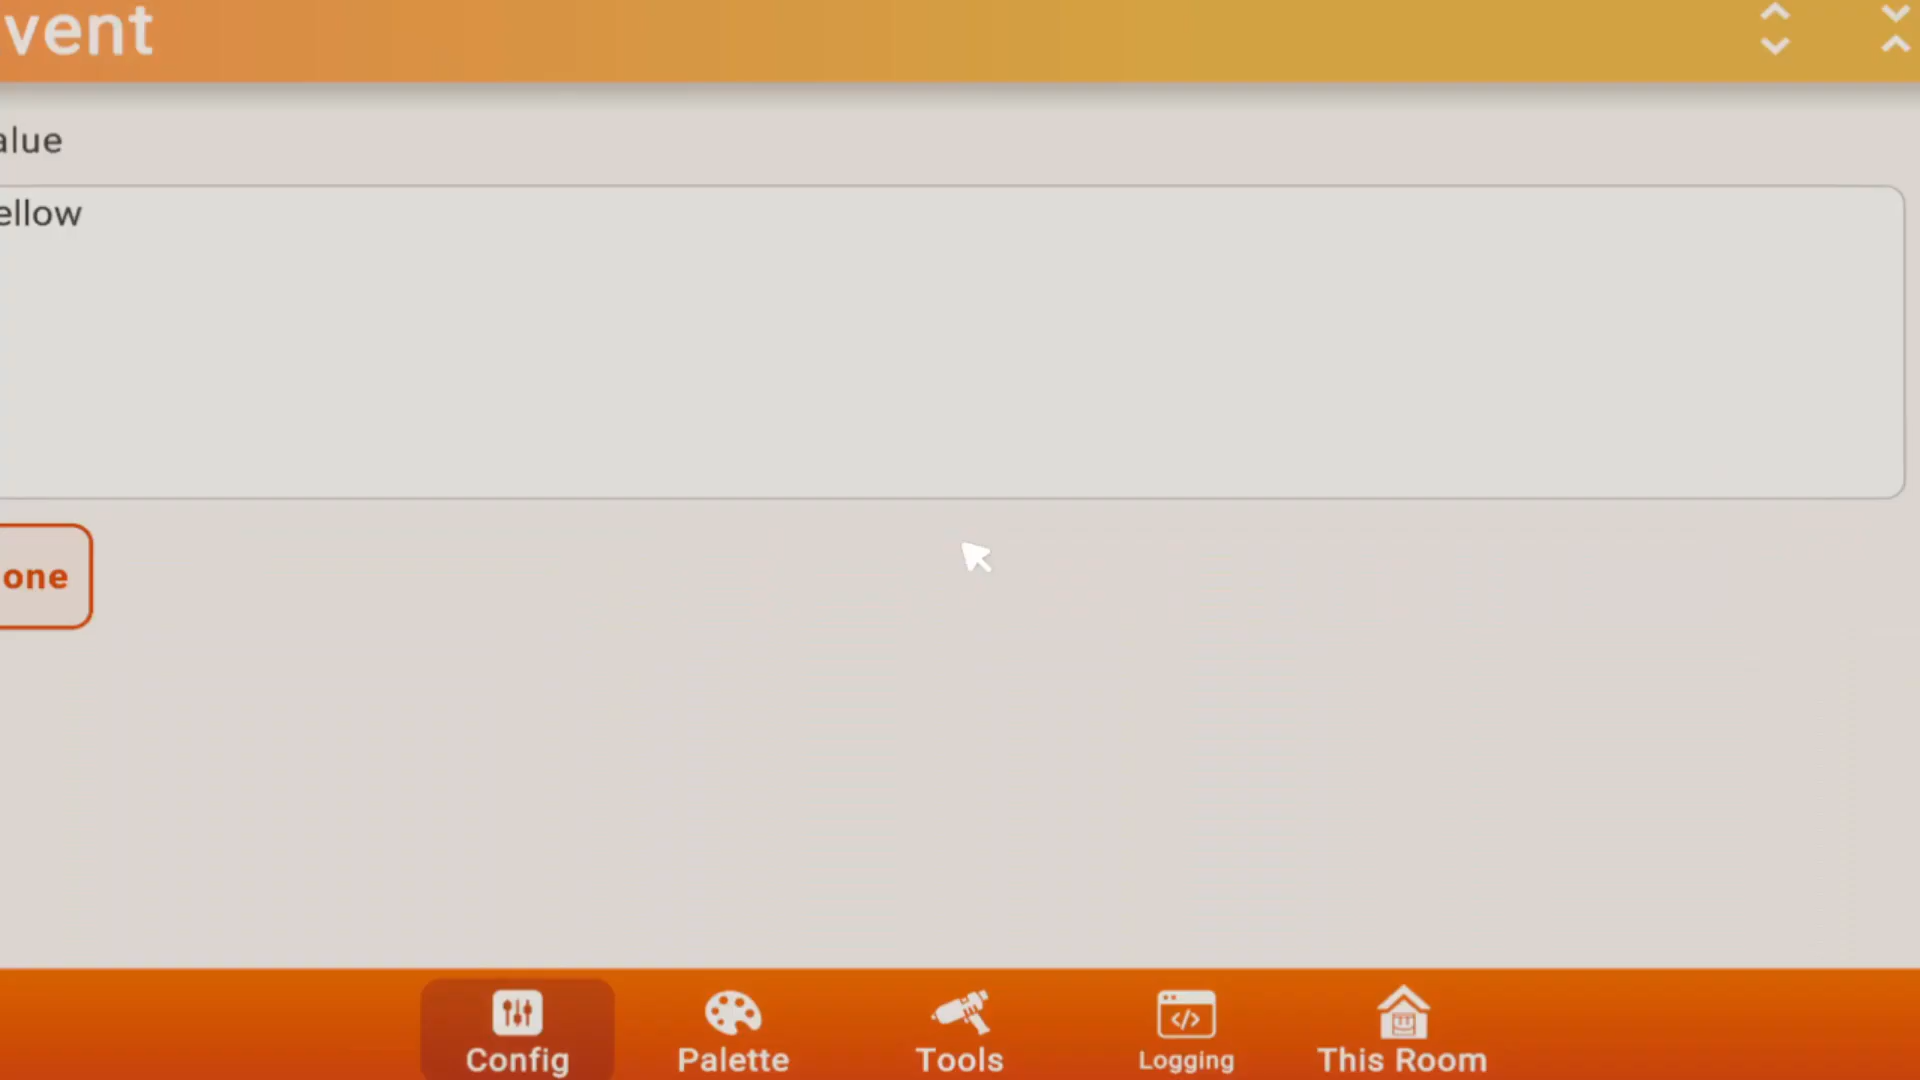 vent
alue
ellow
one
Config
Palette
Tools
Logging
This Room